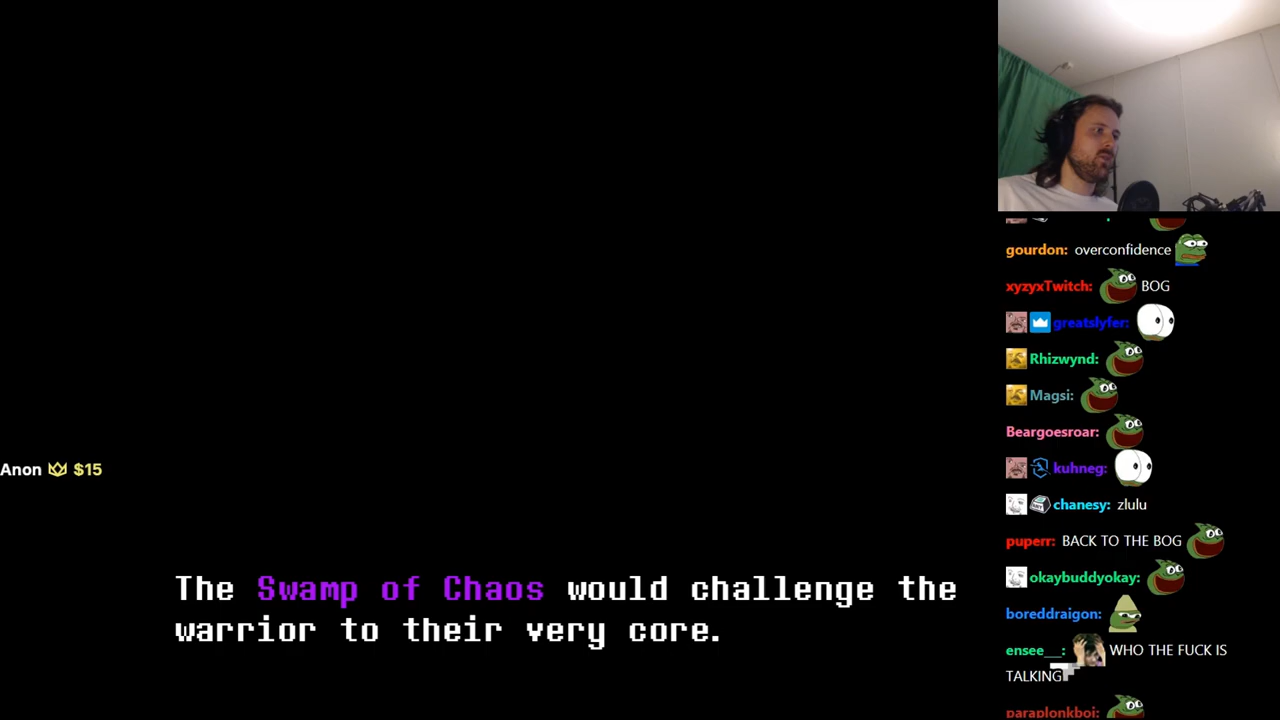 gourdon: overconfidence
xyzyxTwitch: BOG
greatslyfer:
Rhizwynd:
Magsi:
Beargoesroar:
kuhneg:
Anon $15
chanesy: zlulu
puperr: BACK TO THE BOG
okaybuddyokay:
The Swamp of Chaos would challenge the
warrior to their very core.
boreddraigon:
ensee__: WHO THE FUCK IS
TALKING
paraplonkboi: